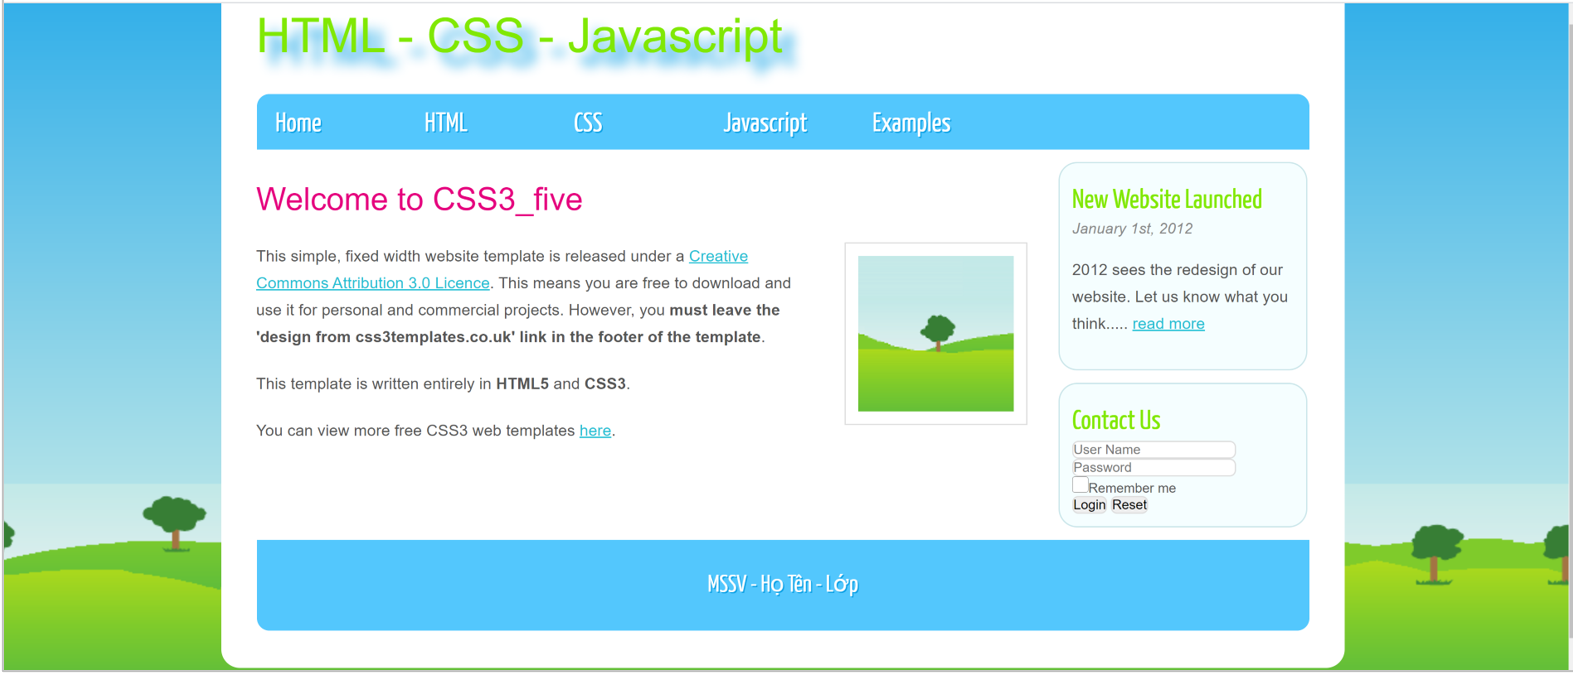 HTML - CSS - Javascript
Home HTML CSS Javascript Examples
Welcome to CSS3_five
This simple, fixed width website template is released under a Creative
Commons Attribution 3.0 Licence. This means you are free to download and
use it for personal and commercial projects. However, you must leave the
'design from css3templates.co.uk' link in the footer of the template.
This template is written entirely in HTML5 and CSS3.
You can view more free CSS3 web templates here.
New Website Launched
January 1st, 2012
2012 sees the redesign of our
website. Let us know what you
think..... read more
Contact Us
User Name
Password
Remember me
Login Reset
MSSV - Họ Tên - Lớp